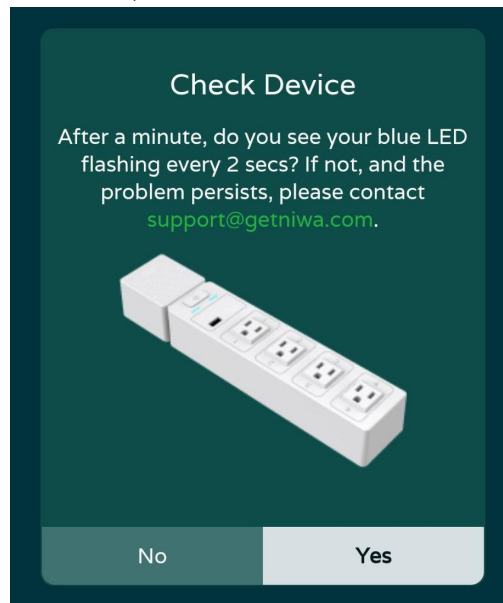 Check Device
After a minute, do you see your blue LED
flashing every 2 secs? If not, and the
problem persists, please contact
support@getniwa.com.
No
Yes